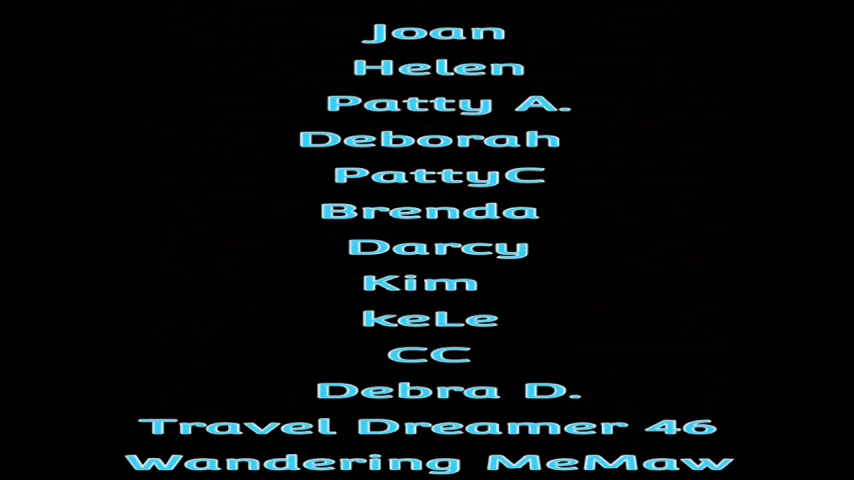 Joan
Helen
Patty A.
Deborah
PattyC
Brenda
Darcy
Kim
keLe
CC
Debra D.
Travel Dreamer 46
Wandering MeMaw